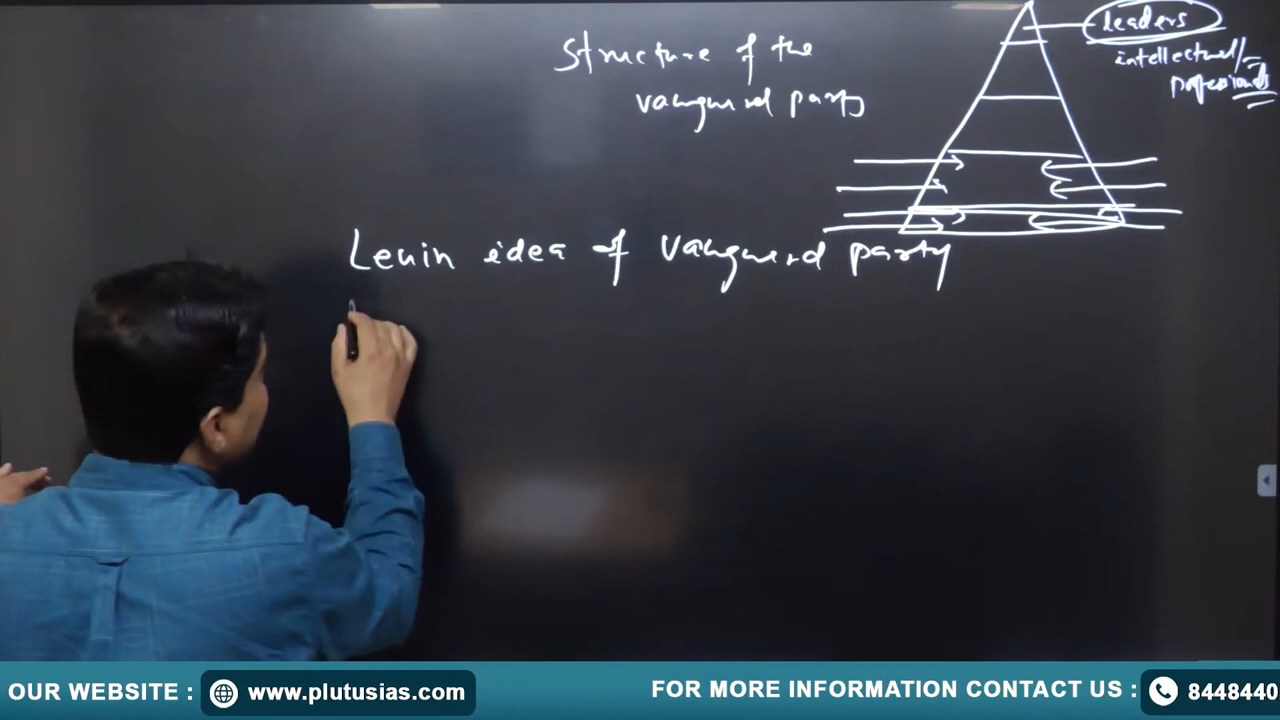 Structure of the
vanguard party
leaders
intellectual/
professionals
Lenin idea of vanguard party
OUR WEBSITE :
www.plutusias.com
FOR MORE INFORMATION CONTACT US :
8448440